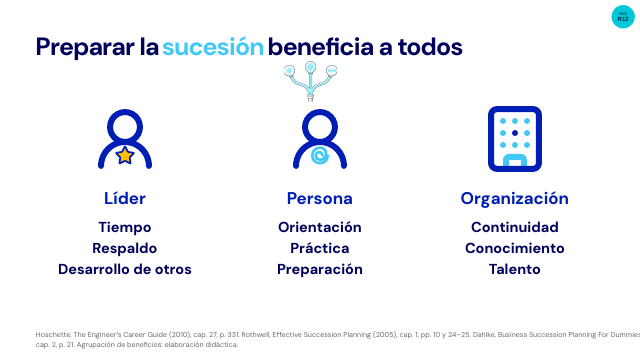 R12
Preparar la sucesión beneficia a todos
Líder
Persona
Organización
Tiempo
Orientación
Continuidad
Respaldo
Práctica
Conocimiento
Desarrollo de otros
Preparación
Talento
Hoschette, The Engineer's Career Guide (2010), cap. 27, p. 331. Rothwell, Effective Succession Planning (2005), cap. 1, pp. 10 y 24–25. Dahlke, Business Succession Planning For Dummies
cap. 2, p. 21. Agrupación de beneficios: elaboración didáctica.